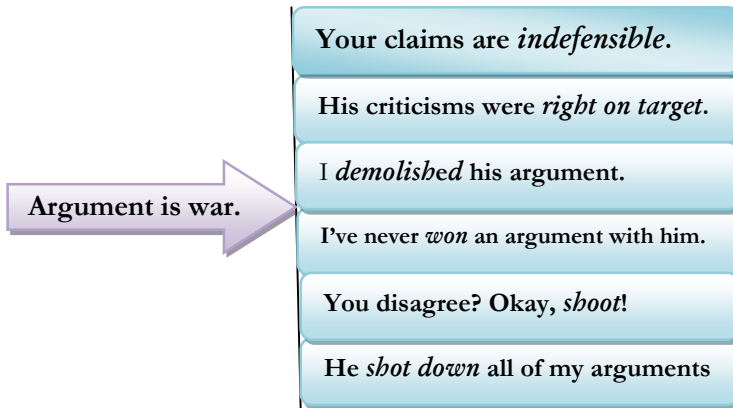 Your claims are indefensible.
His criticisms were right on target.
I demolished his argument.
Argument is war.
I've never won an argument with him.
You disagree? Okay, shoot!
He shot down all of my arguments